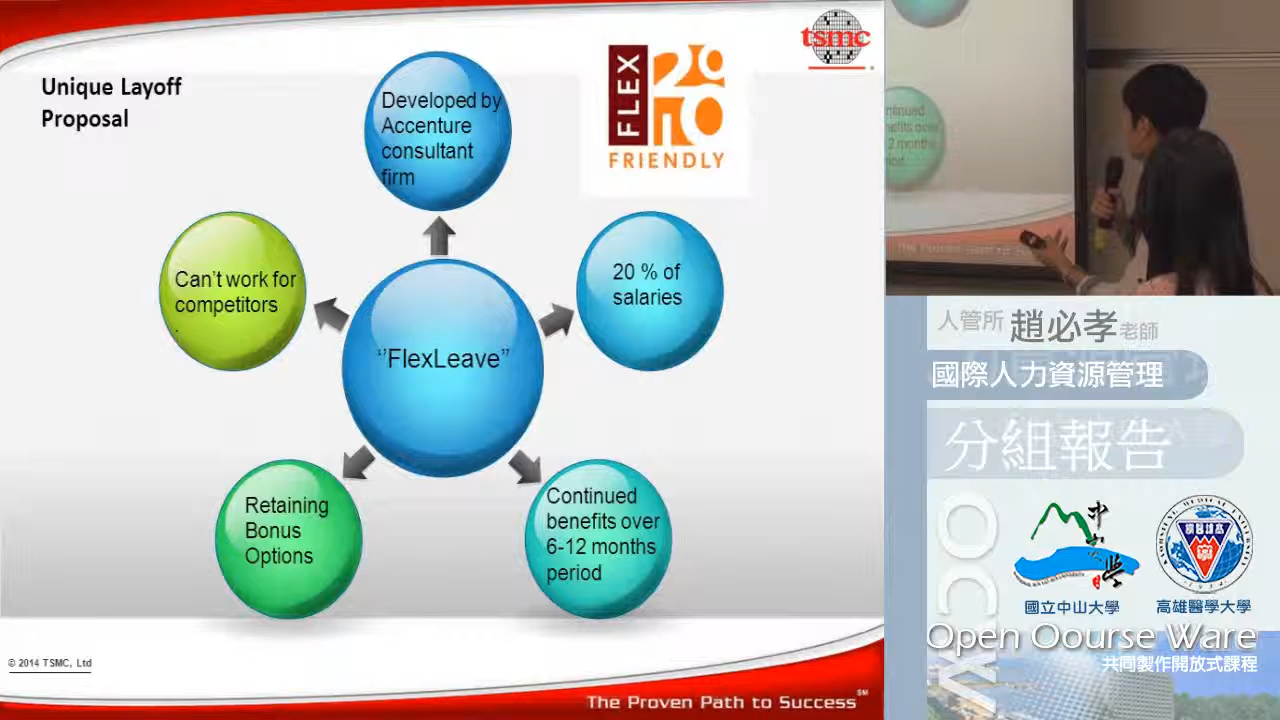 Unique Layoff
Proposal
Developed by
Accenture
consultant
firm
FLEX
2010
FRIENDLY
tsmc
Can't work for
competitors
.
20 % of
salaries
‘’FlexLeave’’
Retaining
Bonus
Options
Continued
benefits over
6-12 months
period
© 2014 TSMC, Ltd
The Proven Path to Success℠
人管所 趙必孝老師
國際人力資源管理
分組報告
OCW
國立中山大學
高雄醫學大學
Open Oourse Ware
共同製作開放式課程